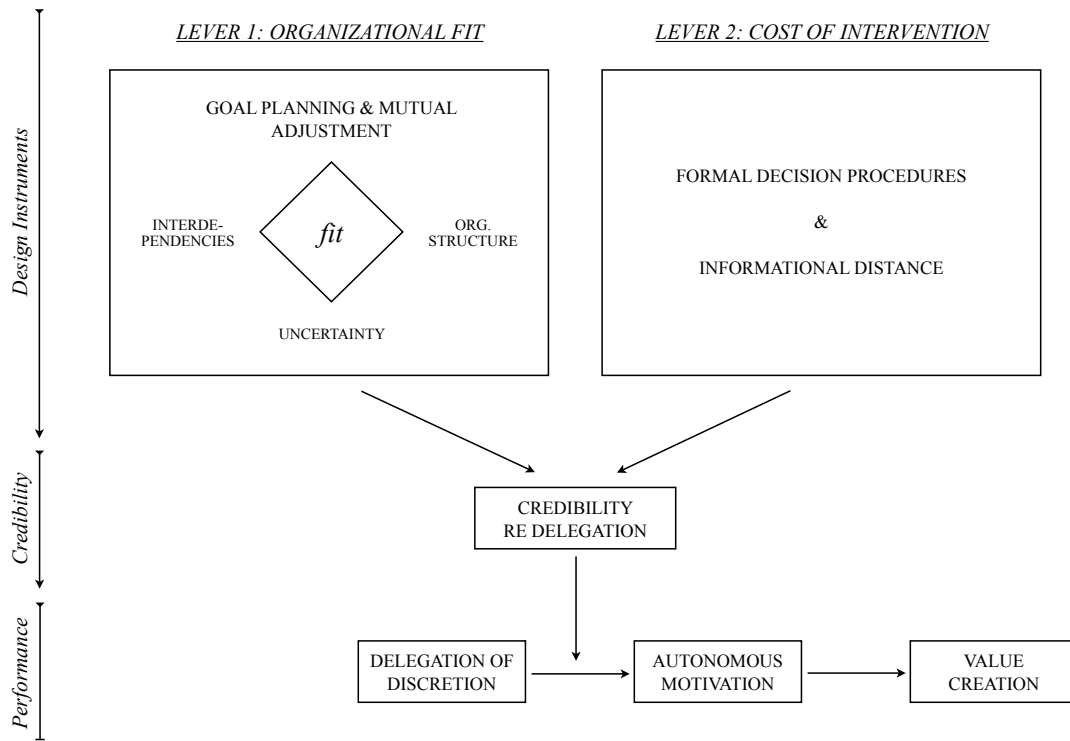 LEVER 1: ORGANIZATIONAL FIT
LEVER 2: COST OF INTERVENTION
Design Instruments
GOAL PLANNING & MUTUAL
ADJUSTMENT
INTERDE-
PENDENCIES
fit
ORG.
STRUCTURE
UNCERTAINTY
FORMAL DECISION PROCEDURES
&
INFORMATIONAL DISTANCE
Credibility
CREDIBILITY
RE DELEGATION
Performance
DELEGATION OF
DISCRETION
AUTONOMOUS
MOTIVATION
VALUE
CREATION